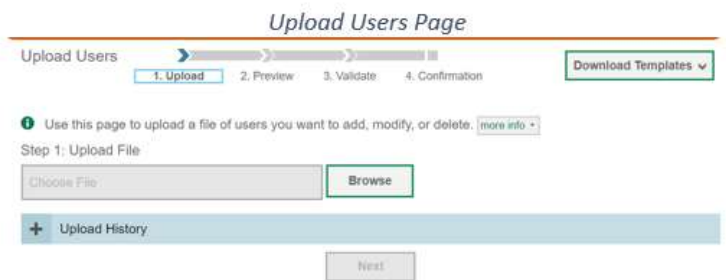 Upload Users Page
Upload Users
Download Templates
1. Upload 2. Preview 3. Validate 4. Confirmation
Use this page to upload a file of users you want to add, modify, or delete. more info
Step 1: Upload File
Choose File Browse
+ Upload History
Next